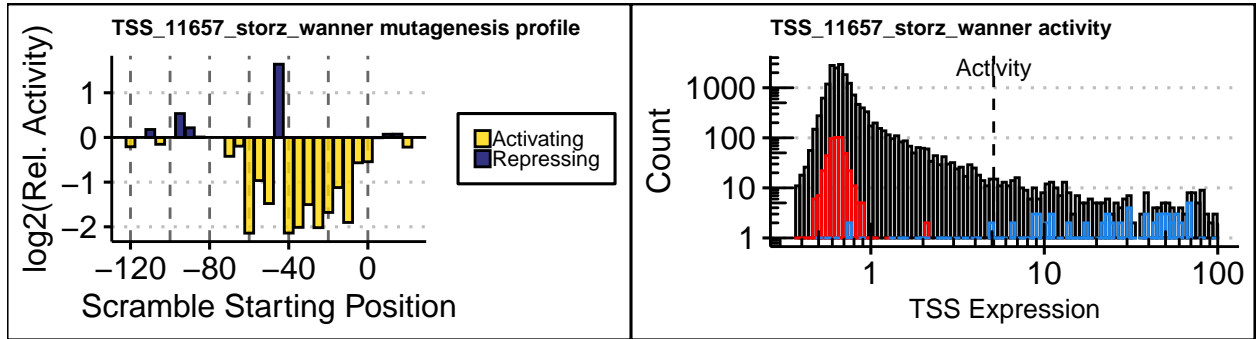 TSS_11657_storz_wanner mutagenesis profile
log2(Rel. Activity)
1
0
−1
−2
−120
−80
−40
0
Scramble Starting Position
Activating
Repressing
TSS_11657_storz_wanner activity
Activity
Count
1000
100
10
1
1
10
100
TSS Expression